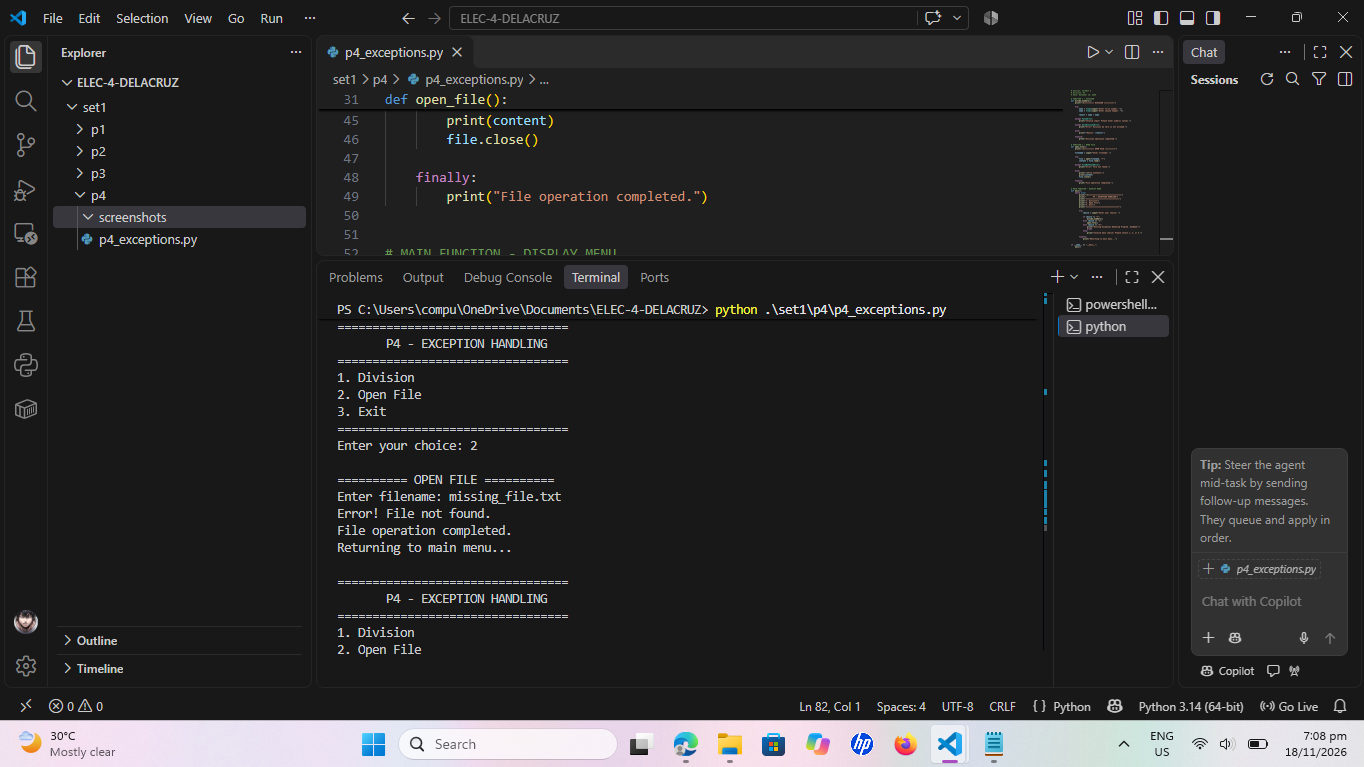 File Edit Selection View Go Run ···
ELEC-4-DELACRUZ
Explorer
ELEC-4-DELACRUZ
set1
p1
p2
p3
p4
screenshots
p4_exceptions.py
Outline
Timeline
p4_exceptions.py
set1 > p4 > p4_exceptions.py > ...
31 def open_file():
45 print(content)
46 file.close()
47
48 finally:
49 print("File operation completed.")
50
51
52 # MAIN FUNCTION - DISPLAY MENU
Problems Output Debug Console Terminal Ports
PS C:\Users\compu\OneDrive\Documents\ELEC-4-DELACRUZ> python .\set1\p4\p4_exceptions.py
=================================
P4 - EXCEPTION HANDLING
=================================
1. Division
2. Open File
3. Exit
=================================
Enter your choice: 2
========== OPEN FILE ==========
Enter filename: missing_file.txt
Error! File not found.
File operation completed.
Returning to main menu...
=================================
P4 - EXCEPTION HANDLING
=================================
1. Division
2. Open File
powershell...
python
Chat
Sessions
Tip: Steer the agent
mid-task by sending
follow-up messages.
They queue and apply in
order.
p4_exceptions.py
Chat with Copilot
Copilot
0 0
Ln 82, Col 1 Spaces: 4 UTF-8 CRLF { } Python Python 3.14 (64-bit) Go Live
30°C
Mostly clear
Search
hp
ENG
US
7:08 pm
18/11/2026